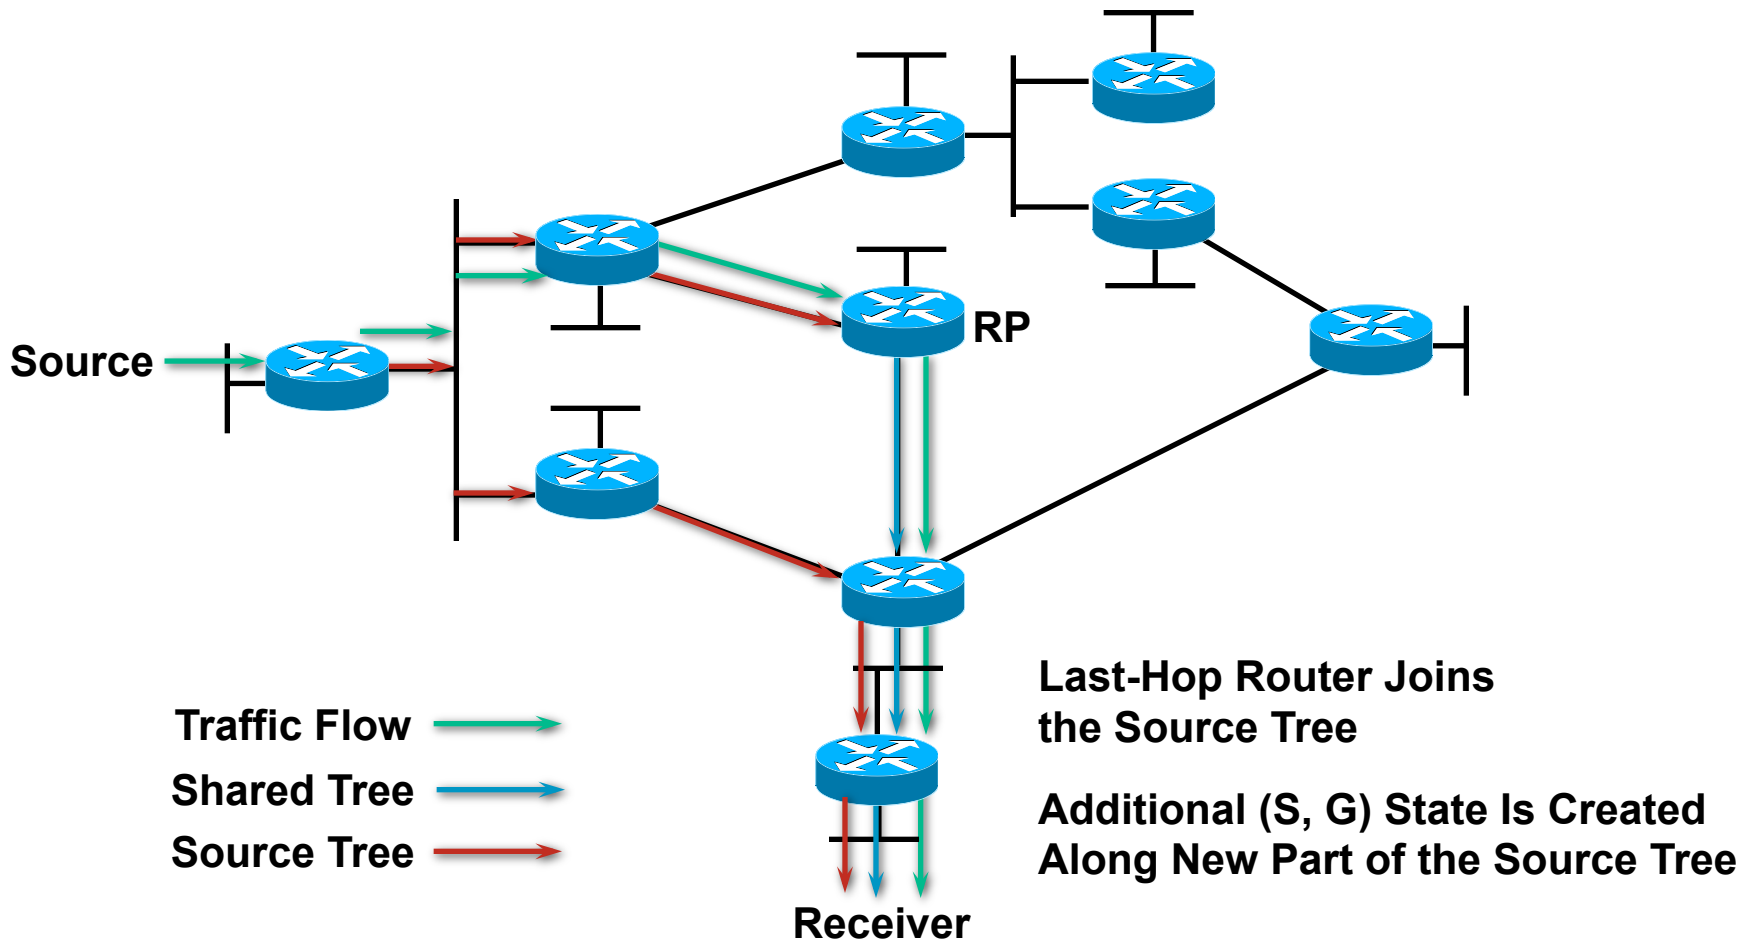 RP
Source
Last-Hop Router Joins
the Source Tree
Traffic Flow
Shared Tree
Source Tree
Additional (S, G) State Is Created
Along New Part of the Source Tree
Receiver